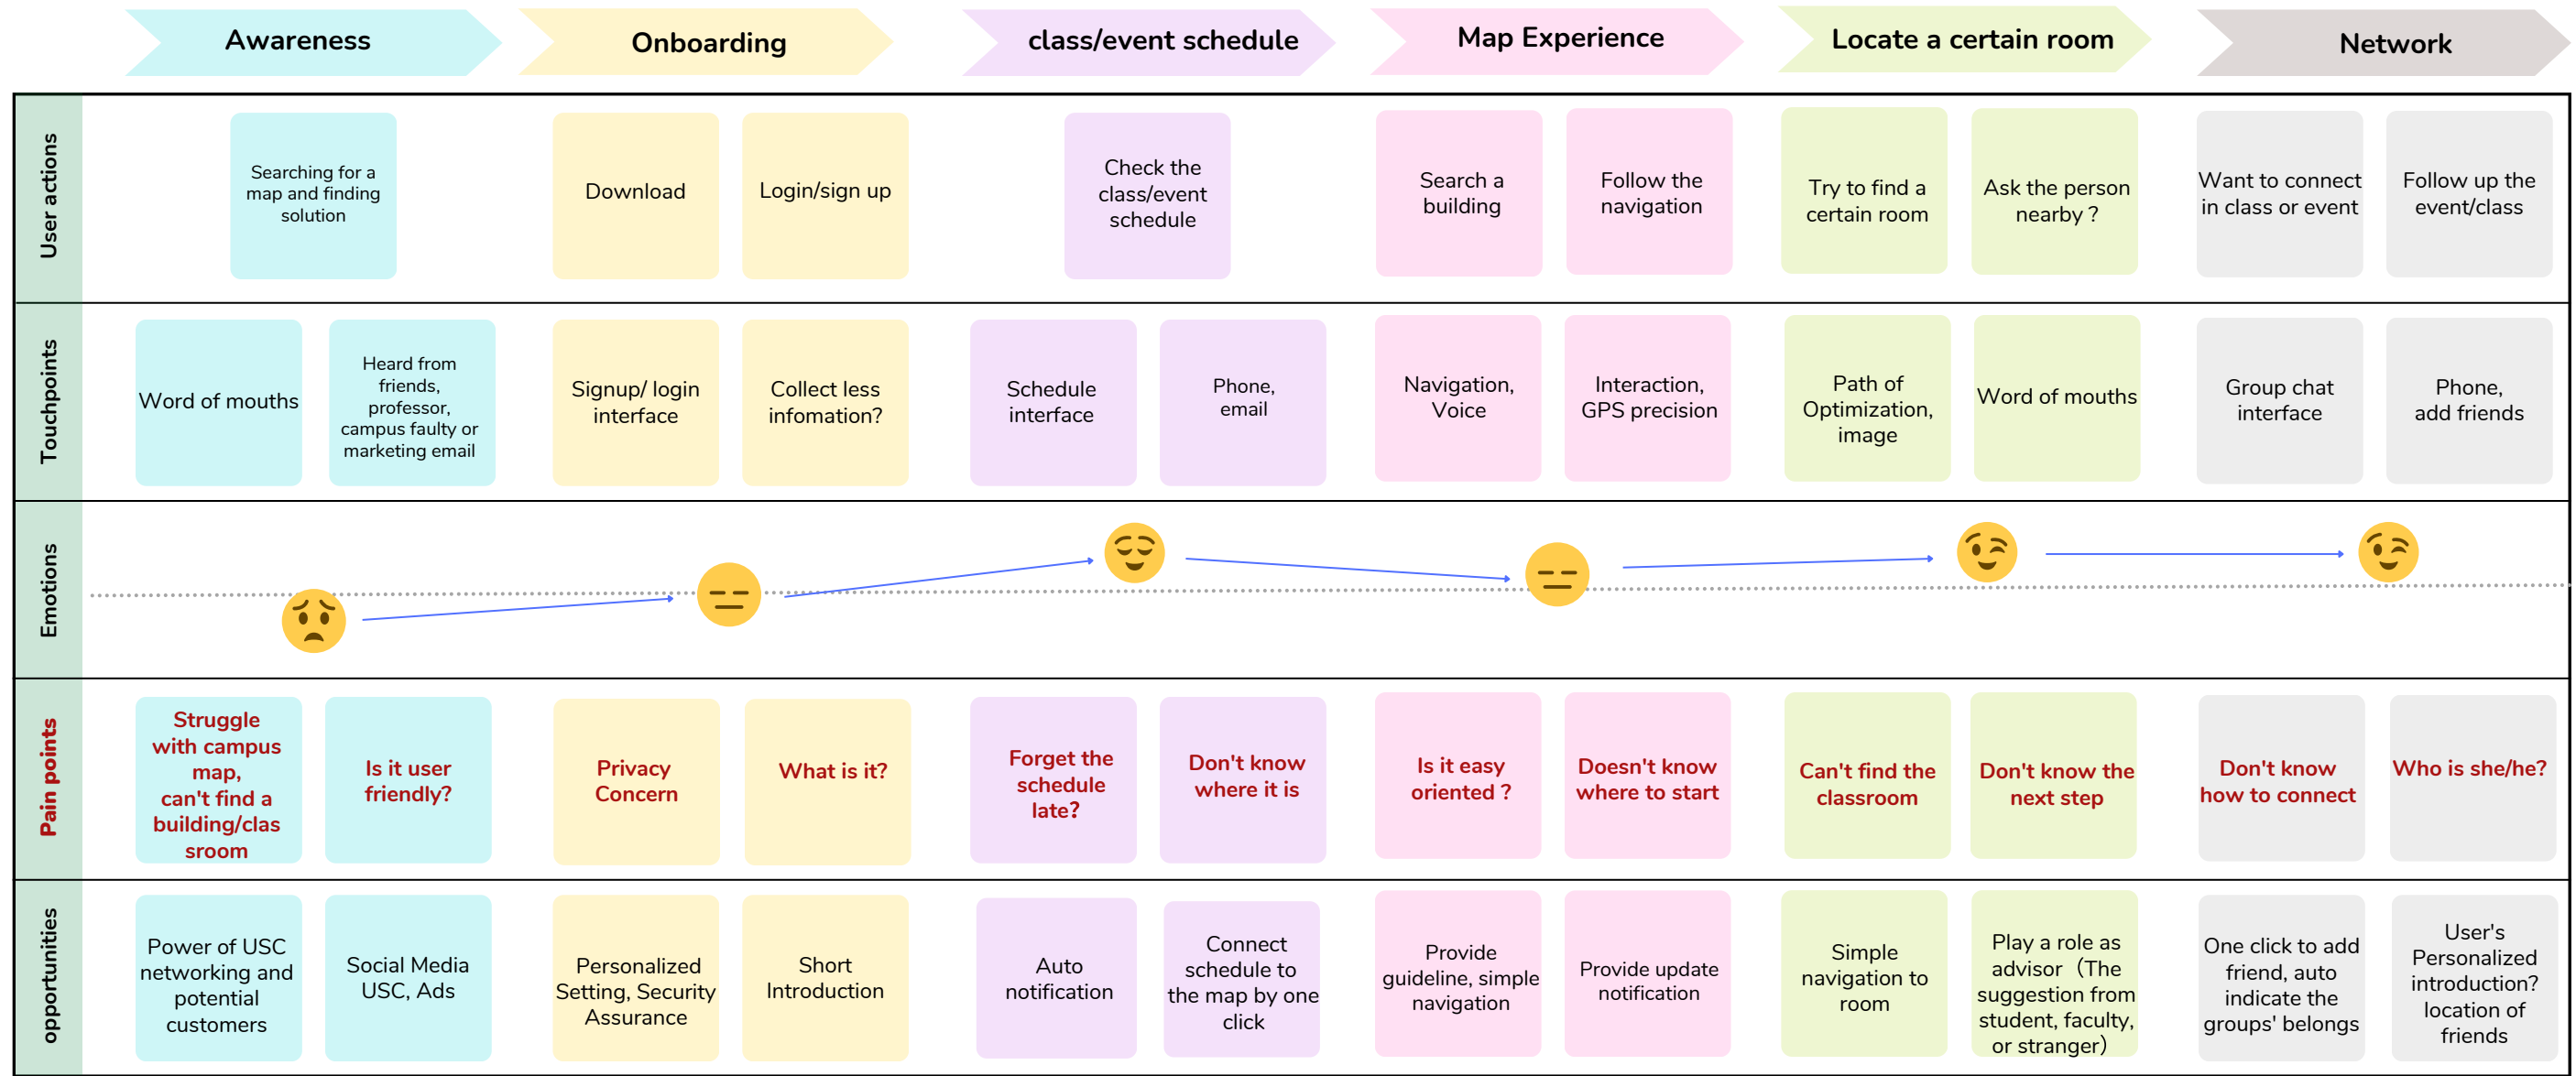 Awareness
Onboarding
class/event schedule
Map Experience
Locate a certain room
Network
User actions
Searching for a
map and finding
solution
Download
Login/sign up
Check the
class/event
schedule
Search a
building
Follow the
navigation
Try to find a
certain room
Ask the person
nearby ?
Want to connect
in class or event
Follow up the
event/class
Touchpoints
Word of mouths
Heard from
friends,
professor,
campus faulty or
marketing email
Signup/ login
interface
Collect less
infomation?
Schedule
interface
Phone,
email
Navigation,
Voice
Interaction,
GPS precision
Path of
Optimization,
image
Word of mouths
Group chat
interface
Phone,
add friends
Emotions
Pain points
Struggle
with campus
map,
can't find a
building/clas
sroom
Is it user
friendly?
Privacy
Concern
What is it?
Forget the
schedule
late?
Don't know
where it is
Is it easy
oriented ?
Doesn't know
where to start
Can't find the
classroom
Don't know the
next step
Don't know
how to connect
Who is she/he?
opportunities
Power of USC
networking and
potential
customers
Social Media
USC, Ads
Personalized
Setting, Security
Assurance
Short
Introduction
Auto
notification
Connect
schedule to
the map by one
click
Provide
guideline, simple
navigation
Provide update
notification
Simple
navigation to
room
Play a role as
advisor（The
suggestion from
student, faculty,
or stranger）
One click to add
friend, auto
indicate the
groups' belongs
User's
Personalized
introduction?
location of
friends